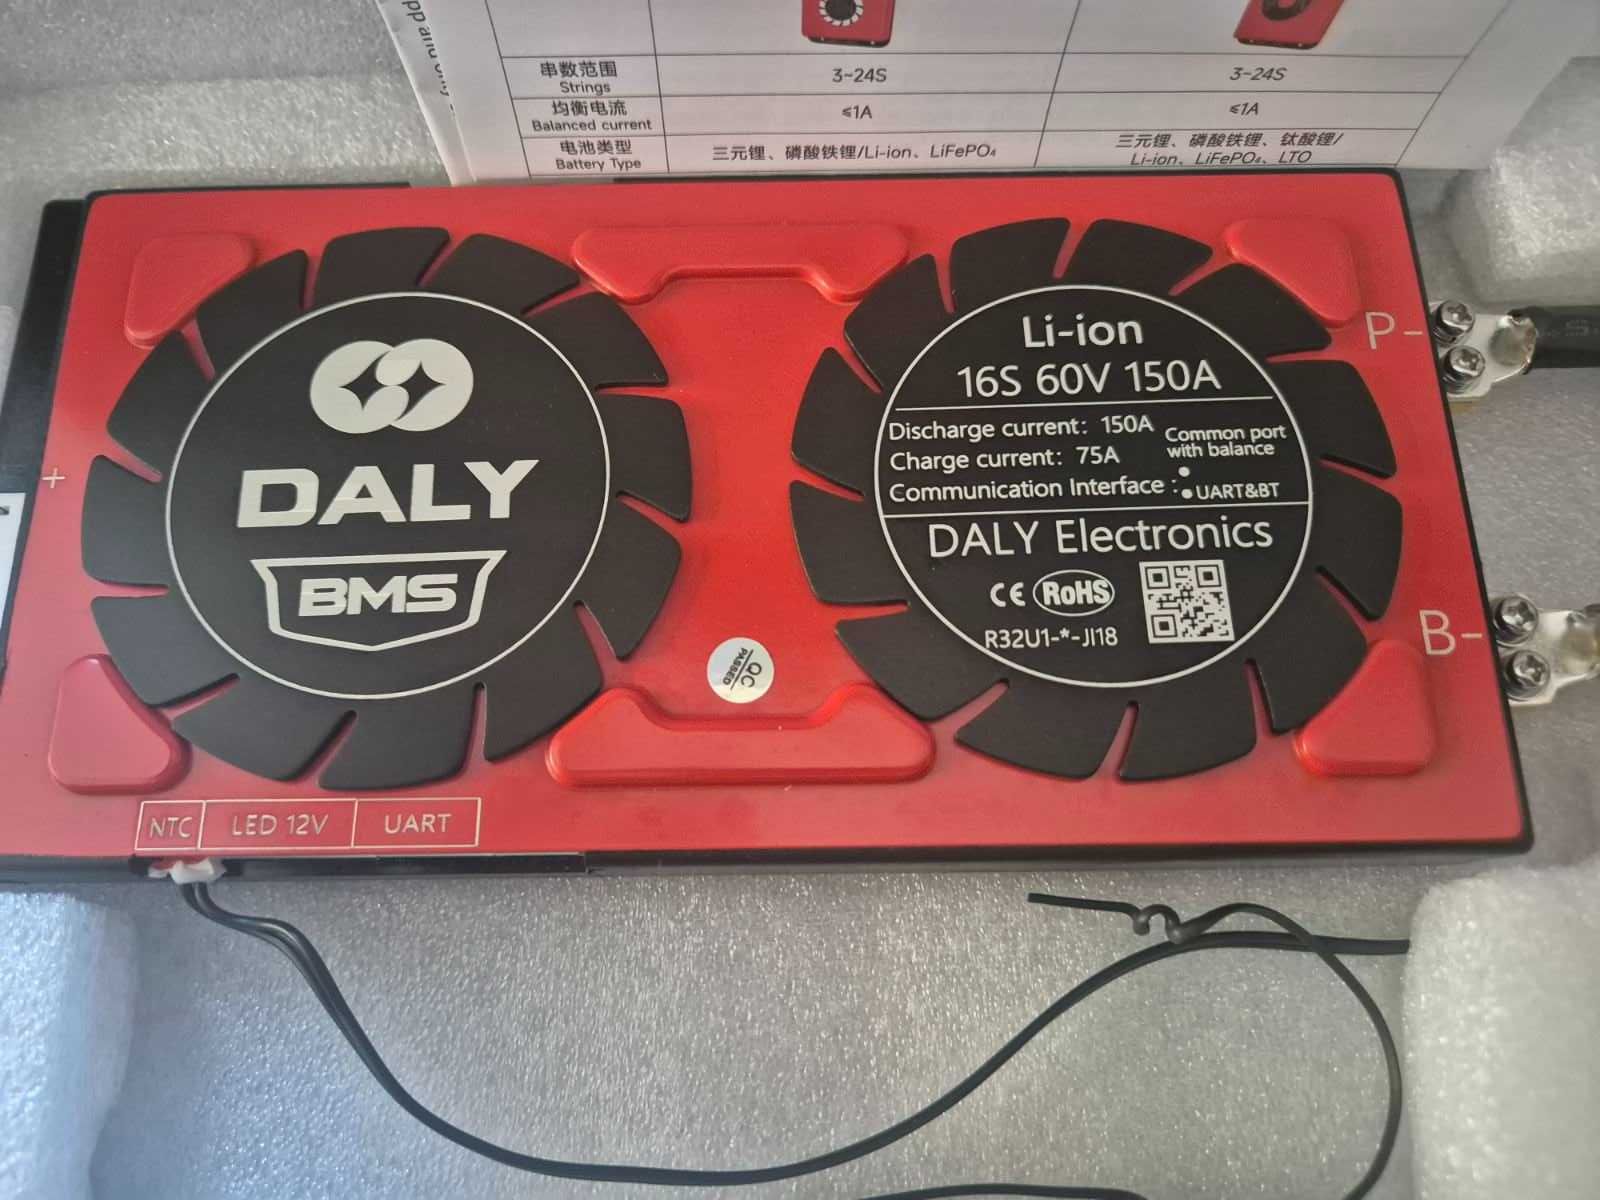 串数范围
Strings
3~24S
3~24S
均衡电流
Balanced current
≤1A
≤1A
电池类型
Battery Type
三元锂、磷酸铁锂/Li-ion、LiFePO₄
三元锂、磷酸铁锂、钛酸锂/
Li-ion、LiFePO₄、LTO
DALY
BMS
+
Li-ion
16S 60V 150A
Discharge current: 150A
Charge current: 75A
Common port
with balance
Communication Interface :
UART&BT
DALY Electronics
CE RoHS
R32U1-*-JI18
P-
B-
QC
PASSED
NTC
LED 12V
UART